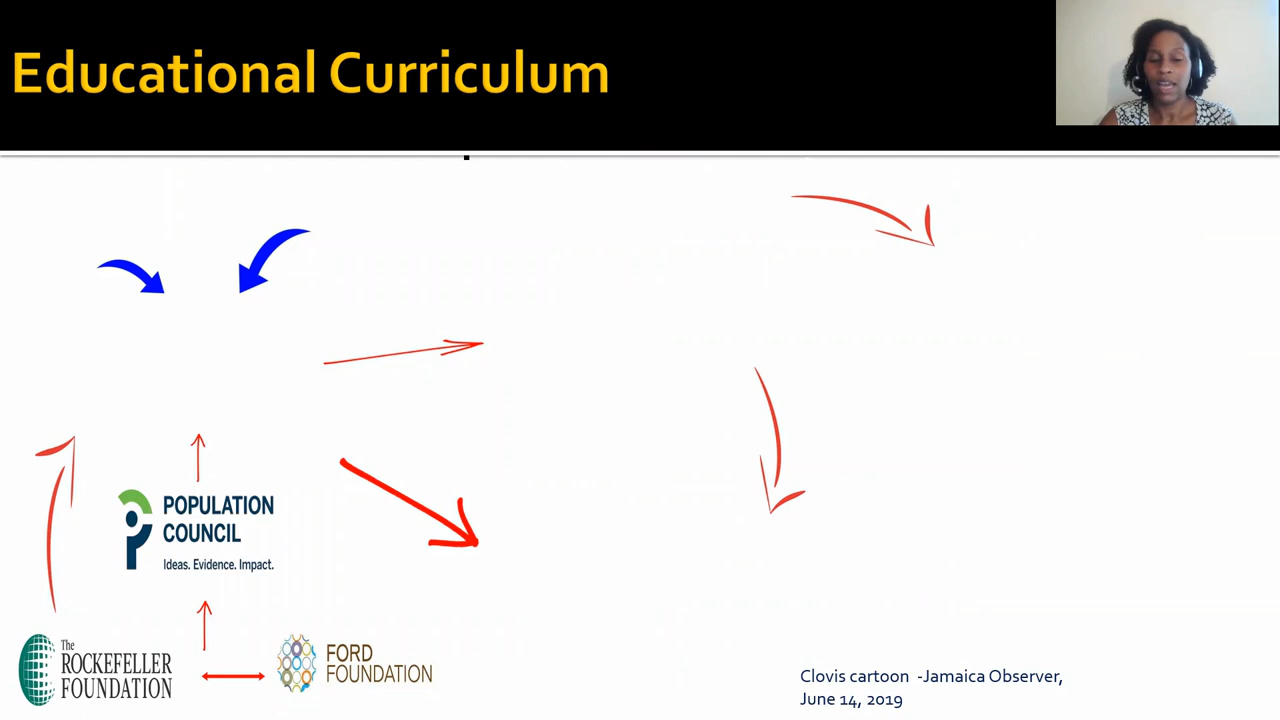 Educational Curriculum
POPULATION
COUNCIL
Ideas. Evidence. Impact.
The
ROCKEFELLER
FOUNDATION
FORD
FOUNDATION
Clovis cartoon -Jamaica Observer,
June 14, 2019